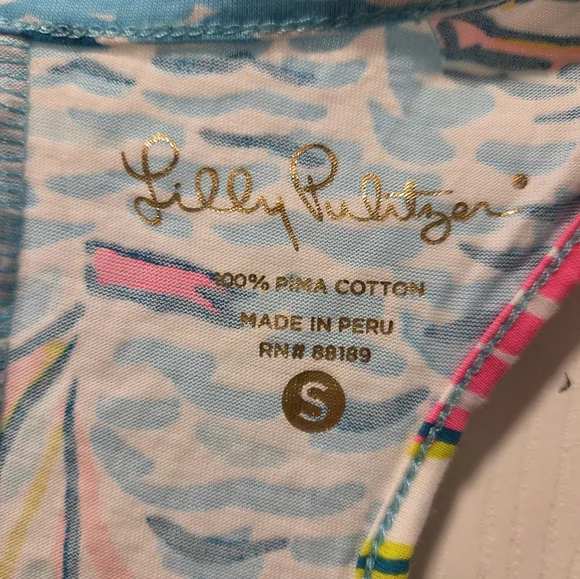 Lilly Pulitzer®
100% PIMA COTTON
MADE IN PERU
RN# 88189
S